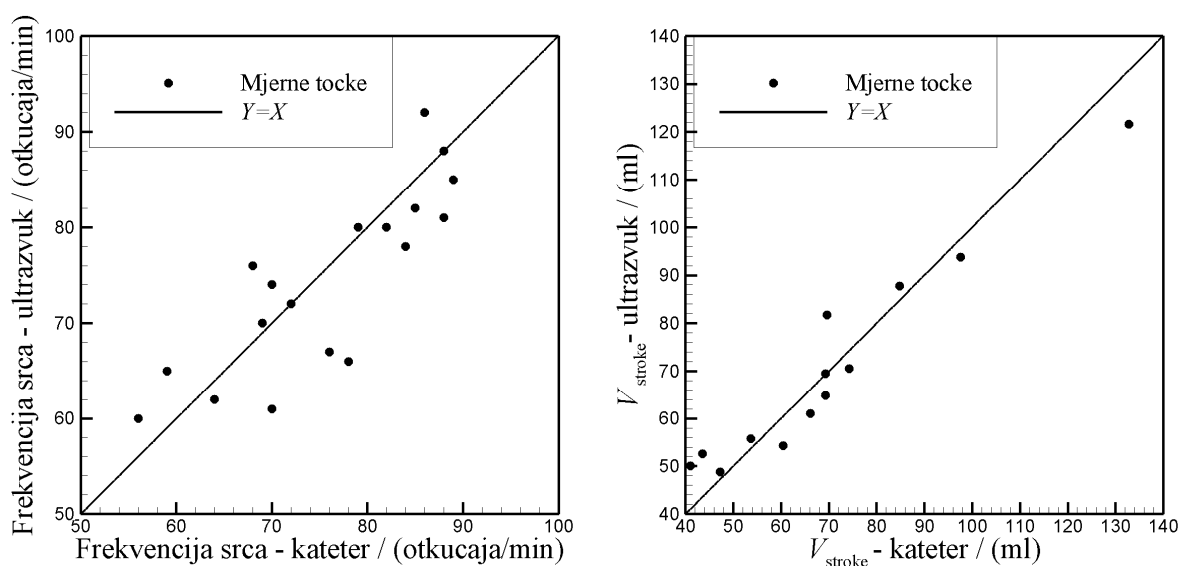 Frekvencija srca - ultrazvuk / (otkucaja/min)
100
90
80
70
60
50
Mjerne tocke
Y=X
50 60 70 80 90 100
Frekvencija srca - kateter / (otkucaja/min)
V stroke - ultrazvuk / (ml)
140
130
120
110
100
90
80
70
60
50
40
Mjerne tocke
Y=X
40 50 60 70 80 90 100 110 120 130 140
V stroke - kateter / (ml)